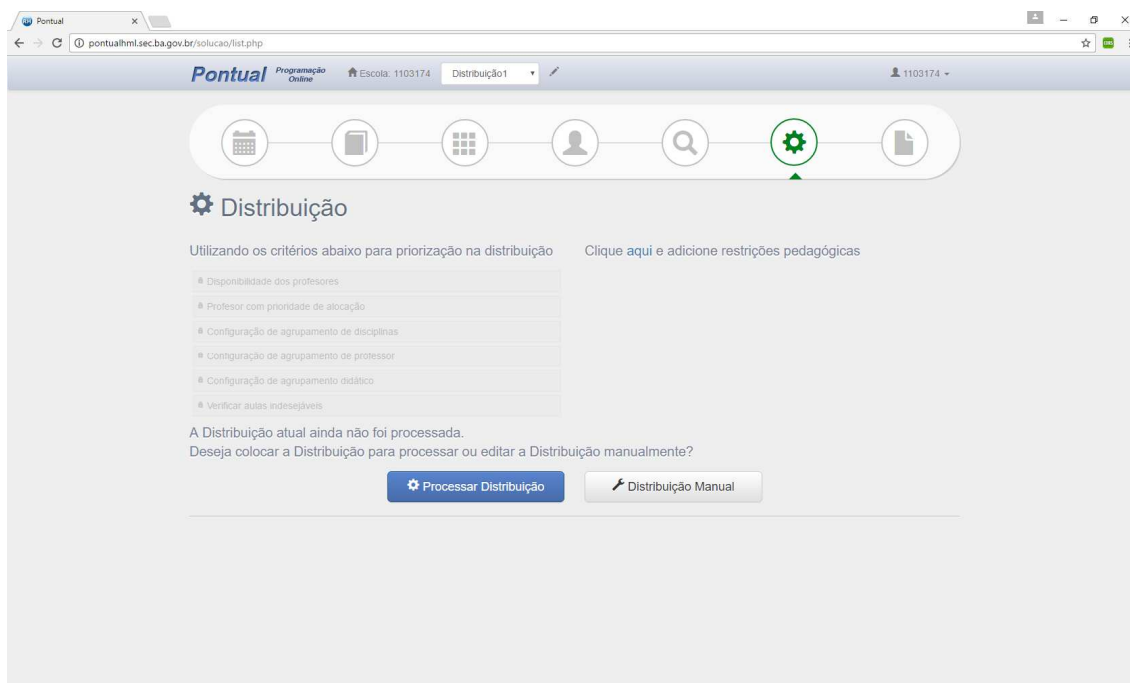 Pontual
pontualhml.sec.ba.gov.br/solucao/list.php
Pontual Programação Online Escola: 1103174 Distribuição1 1103174
Distribuição
Utilizando os critérios abaixo para priorização na distribuição
Clique aqui e adicione restrições pedagógicas
Disponibilidade dos profesores
Profesor com prioridade de alocação
Configuração de agrupamento de disciplinas
Configuração de agrupamento de professor
Configuração de agrupamento didático
Verificar aulas indesejáveis
A Distribuição atual ainda não foi processada.
Deseja colocar a Distribuição para processar ou editar a Distribuição manualmente?
Processar Distribuição
Distribuição Manual